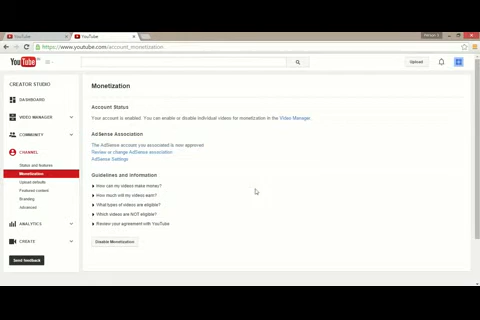 YouTube
YouTube
Person 1
https://www.youtube.com/account_monetization
YouTube
Upload
CREATOR STUDIO
DASHBOARD
VIDEO MANAGER
COMMUNITY
CHANNEL
Status and features
Monetization
Upload defaults
Featured content
Branding
Advanced
ANALYTICS
CREATE
Send feedback
Monetization
Account Status
Your account is enabled. You can enable or disable individual videos for monetization in the Video Manager.
AdSense Association
The AdSense account you associated is now approved.
Review or change AdSense association
AdSense Settings
Guidelines and Information
How can my videos make money?
How much will my videos earn?
What types of videos are eligible?
Which videos are NOT eligible?
Review your agreement with YouTube
Disable Monetization